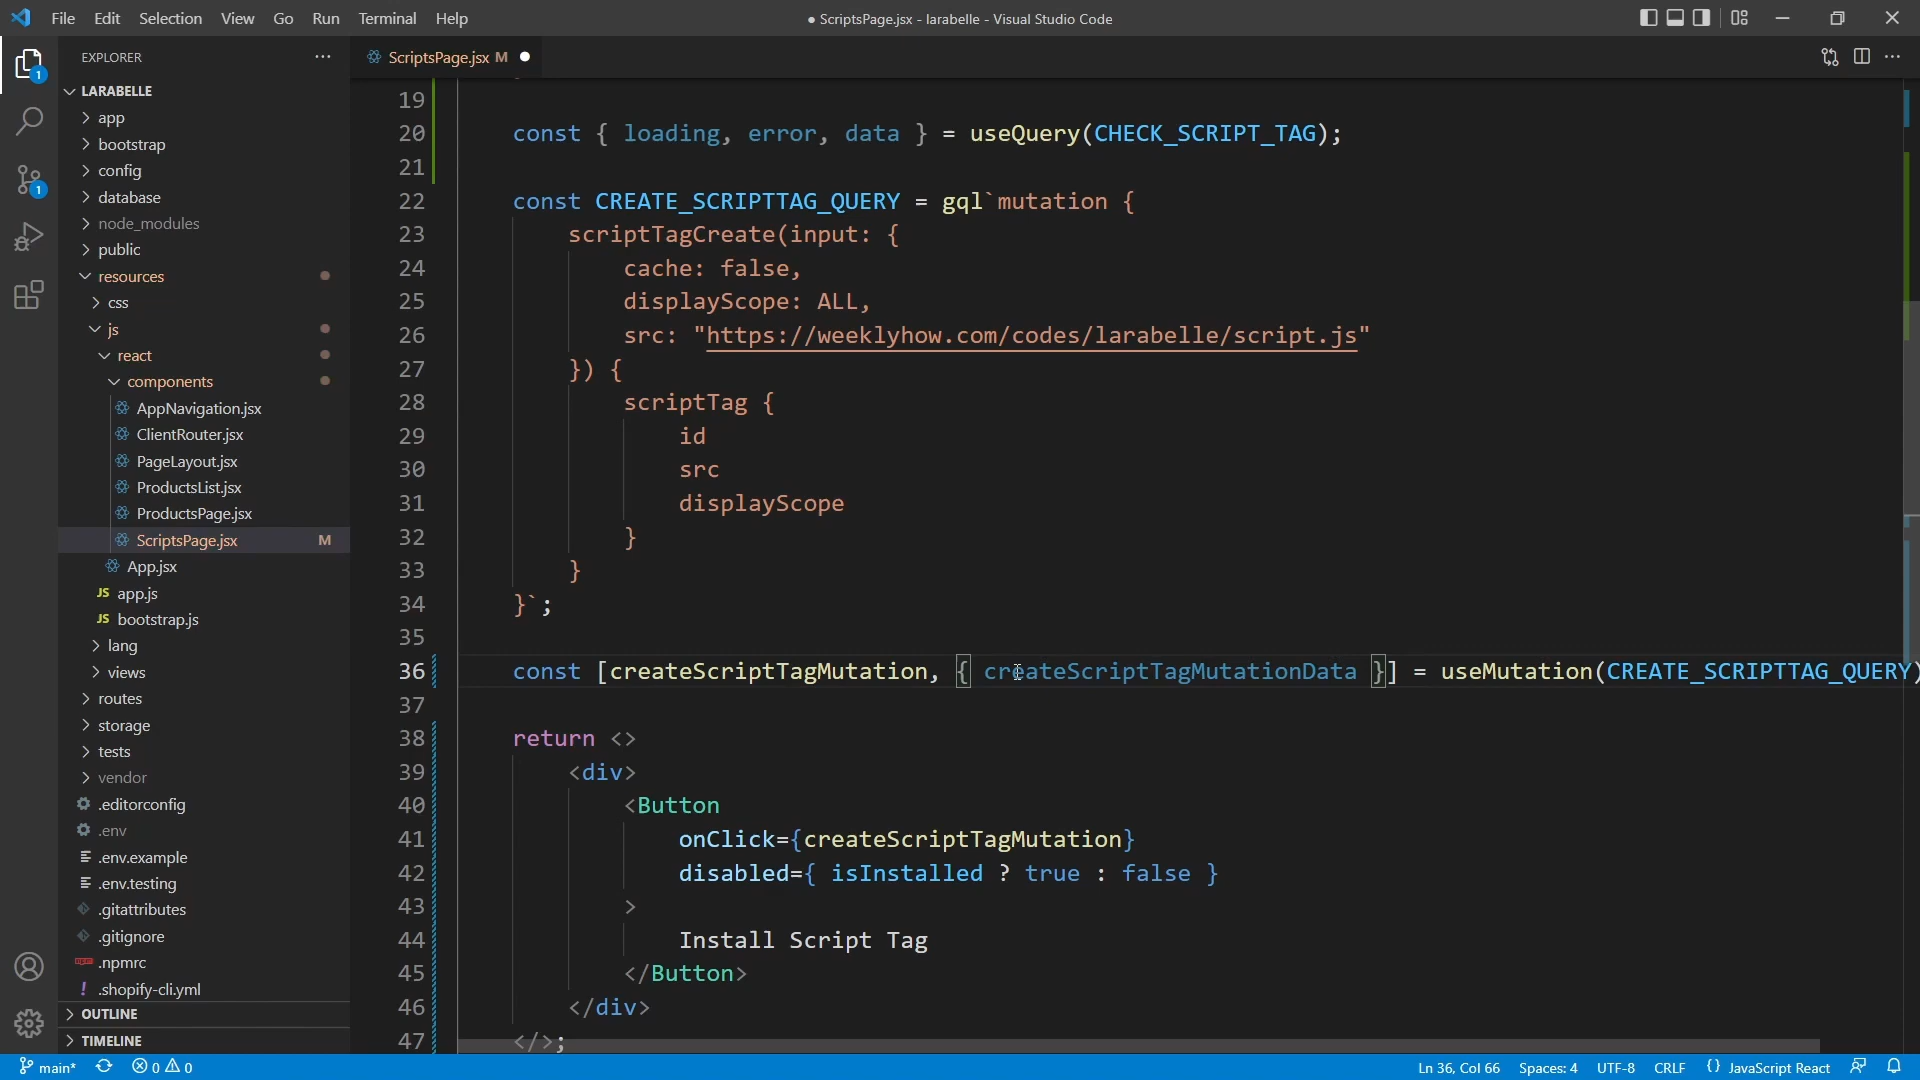 File Edit Selection View Go Run Terminal Help
● ScriptsPage.jsx - larabelle - Visual Studio Code
EXPLORER
ScriptsPage.jsx M
1
LARABELLE
app
bootstrap
config
database
node_modules
public
resources
css
js
react
components
AppNavigation.jsx
ClientRouter.jsx
PageLayout.jsx
ProductsList.jsx
ProductsPage.jsx
ScriptsPage.jsx M
App.jsx
JS app.js
JS bootstrap.js
lang
views
routes
storage
tests
vendor
.editorconfig
.env
.env.example
.env.testing
.gitattributes
.gitignore
.npmrc
! .shopify-cli.yml
OUTLINE
TIMELINE
1
19
20 const { loading, error, data } = useQuery(CHECK_SCRIPT_TAG);
21
22 const CREATE_SCRIPTTAG_QUERY = gql`mutation {
23 scriptTagCreate(input: {
24 cache: false,
25 displayScope: ALL,
26 src: "https://weeklyhow.com/codes/larabelle/script.js"
27 }) {
28 scriptTag {
29 id
30 src
31 displayScope
32 }
33 }
34 }`;
35
36 const [createScriptTagMutation, { createScriptTagMutationData }] = useMutation(CREATE_SCRIPTTAG_QUERY)
37
38 return <>
39 <div>
40 <Button
41 onClick={createScriptTagMutation}
42 disabled={ isInstalled ? true : false }
43 >
44 Install Script Tag
45 </Button>
46 </div>
47 </>;
main* 0 0 Ln 36, Col 66 Spaces: 4 UTF-8 CRLF {} JavaScript React